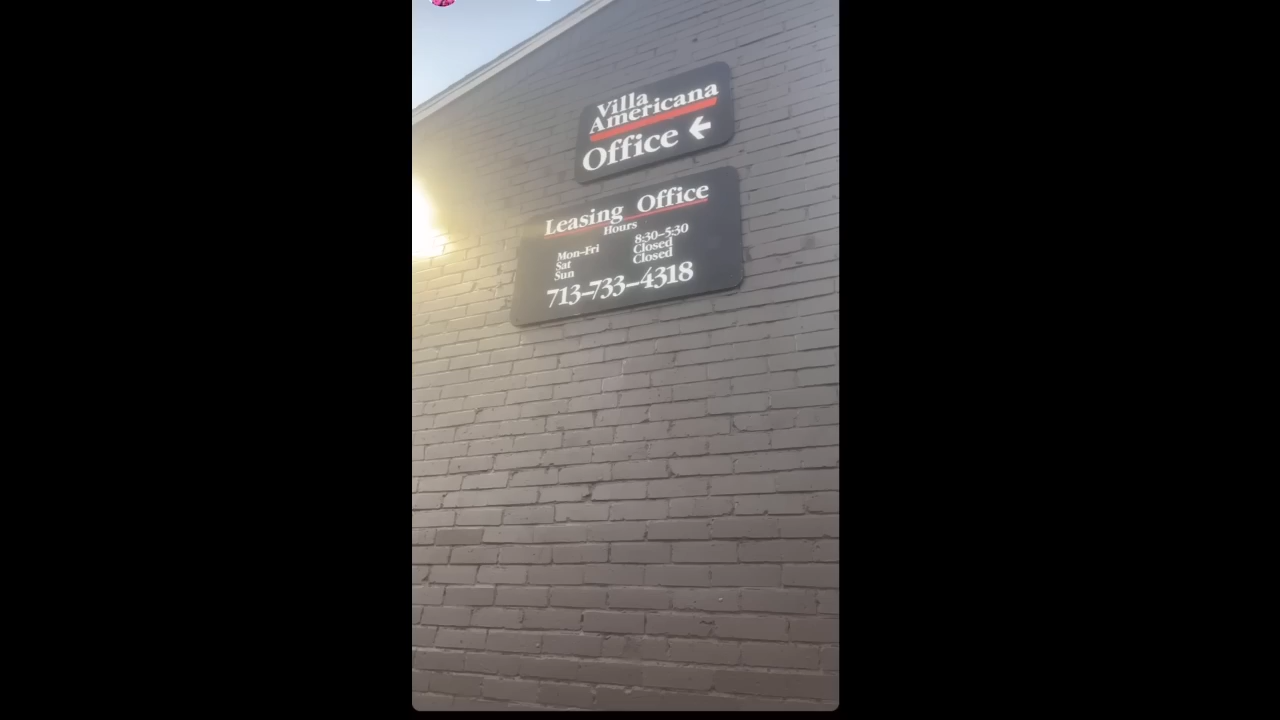 Villa
Americana
Office ←
Leasing Office
Hours
Mon-Fri 8:30-5:30
Sat Closed
Sun Closed
713-733-4318